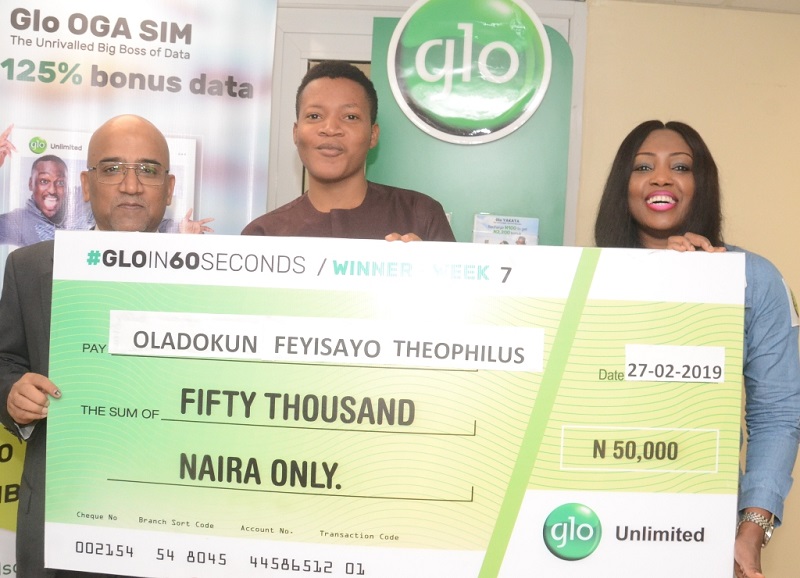 Glo OGA SIM
The Unrivalled Big Boss of Data
125% bonus data
glo Unlimited
glo
#GLOIN60SECONDS / WINNER WEEK 7
PAY OLADOKUN FEYISAYO THEOPHILUS
Date 27-02-2019
THE SUM OF FIFTY THOUSAND
N 50,000
NAIRA ONLY.
Cheque No Branch Sort Code Account No- Transaction Code
002154 54 8045 44586512 01
glo Unlimited